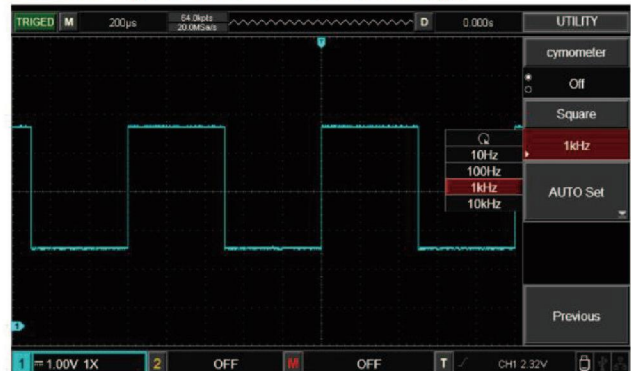 TRIGED M 200μs 64.0kpts D 0.000s UTILITY
20.0MSa/s
T
cymometer
Off
Square
1kHz
10Hz
100Hz
1kHz
10kHz
AUTO Set
1
Previous
1 1.00V 1X 2 OFF M OFF T CH1 2.32V